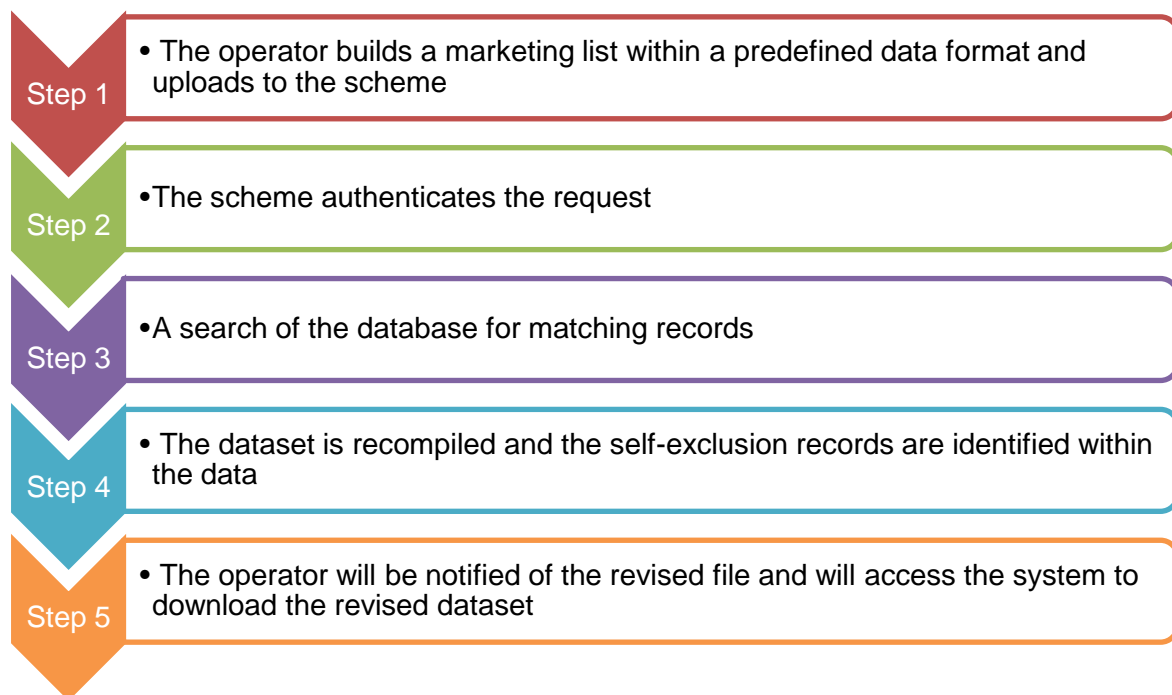 Step 1
• The operator builds a marketing list within a predefined data format and
uploads to the scheme
Step 2
•The scheme authenticates the request
Step 3
•A search of the database for matching records
Step 4
• The dataset is recompiled and the self-exclusion records are identified within
the data
Step 5
• The operator will be notified of the revised file and will access the system to
download the revised dataset